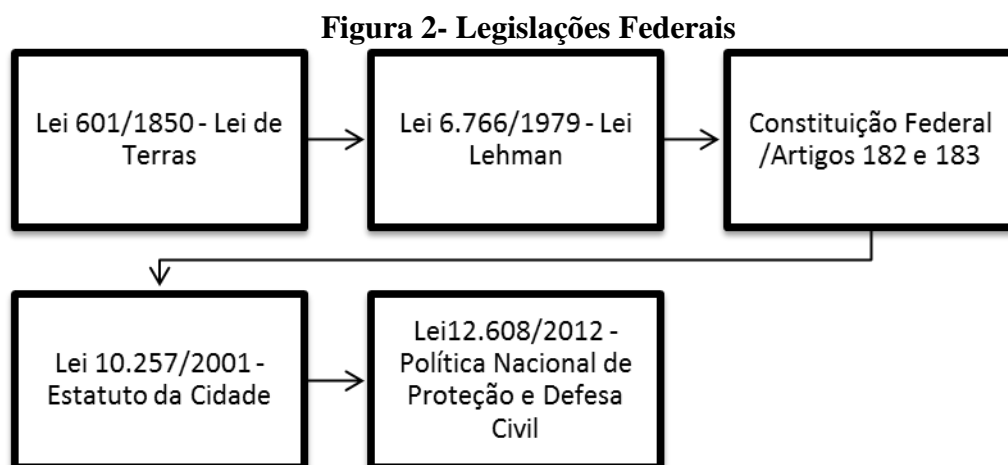 Figura 2- Legislações Federais
Lei 601/1850 - Lei de
Terras
Lei 6.766/1979 - Lei
Lehman
Constituição Federal
/Artigos 182 e 183
Lei 10.257/2001 -
Estatuto da Cidade
Lei12.608/2012 -
Política Nacional de
Proteção e Defesa
Civil